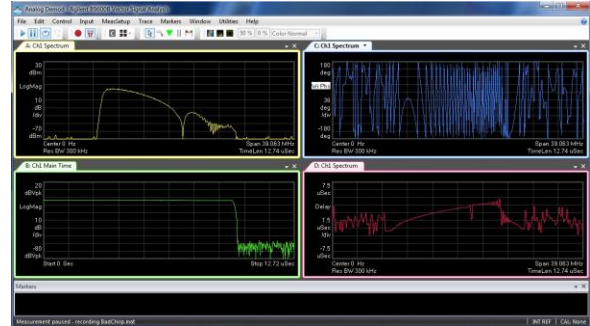 Analog Demod - Agilent 89600B Vector Signal Analysis
File Edit Control Input MeasSetup Trace Markers Window Utilities Help
50 % 0 % Color Normal
A: Ch1 Spectrum
30
dBm
LogMag
10
dB
/div
-70
dBm
Center 0 Hz Span 39.063 MHz
Res BW 300 kHz TimeLen 12.74 uSec
C: Ch1 Spectrum
180
deg
36
deg
/div
-180
deg
Center 0 Hz Span 39.063 MHz
Res BW 300 kHz TimeLen 12.74 uSec
B: Ch1 Main Time
20
dBVpk
LogMag
10
dB
/div
-80
dBVpk
Start 0 Sec Stop 12.72 uSec
D: Ch1 Spectrum
7.5
uSec
Delay
1.5
uSec
/div
-7.5
uSec
Center 0 Hz Span 39.063 MHz
Res BW 300 kHz TimeLen 12.74 uSec
Markers
Measurement paused - recording BadChirp.mat INT REF CAL: None